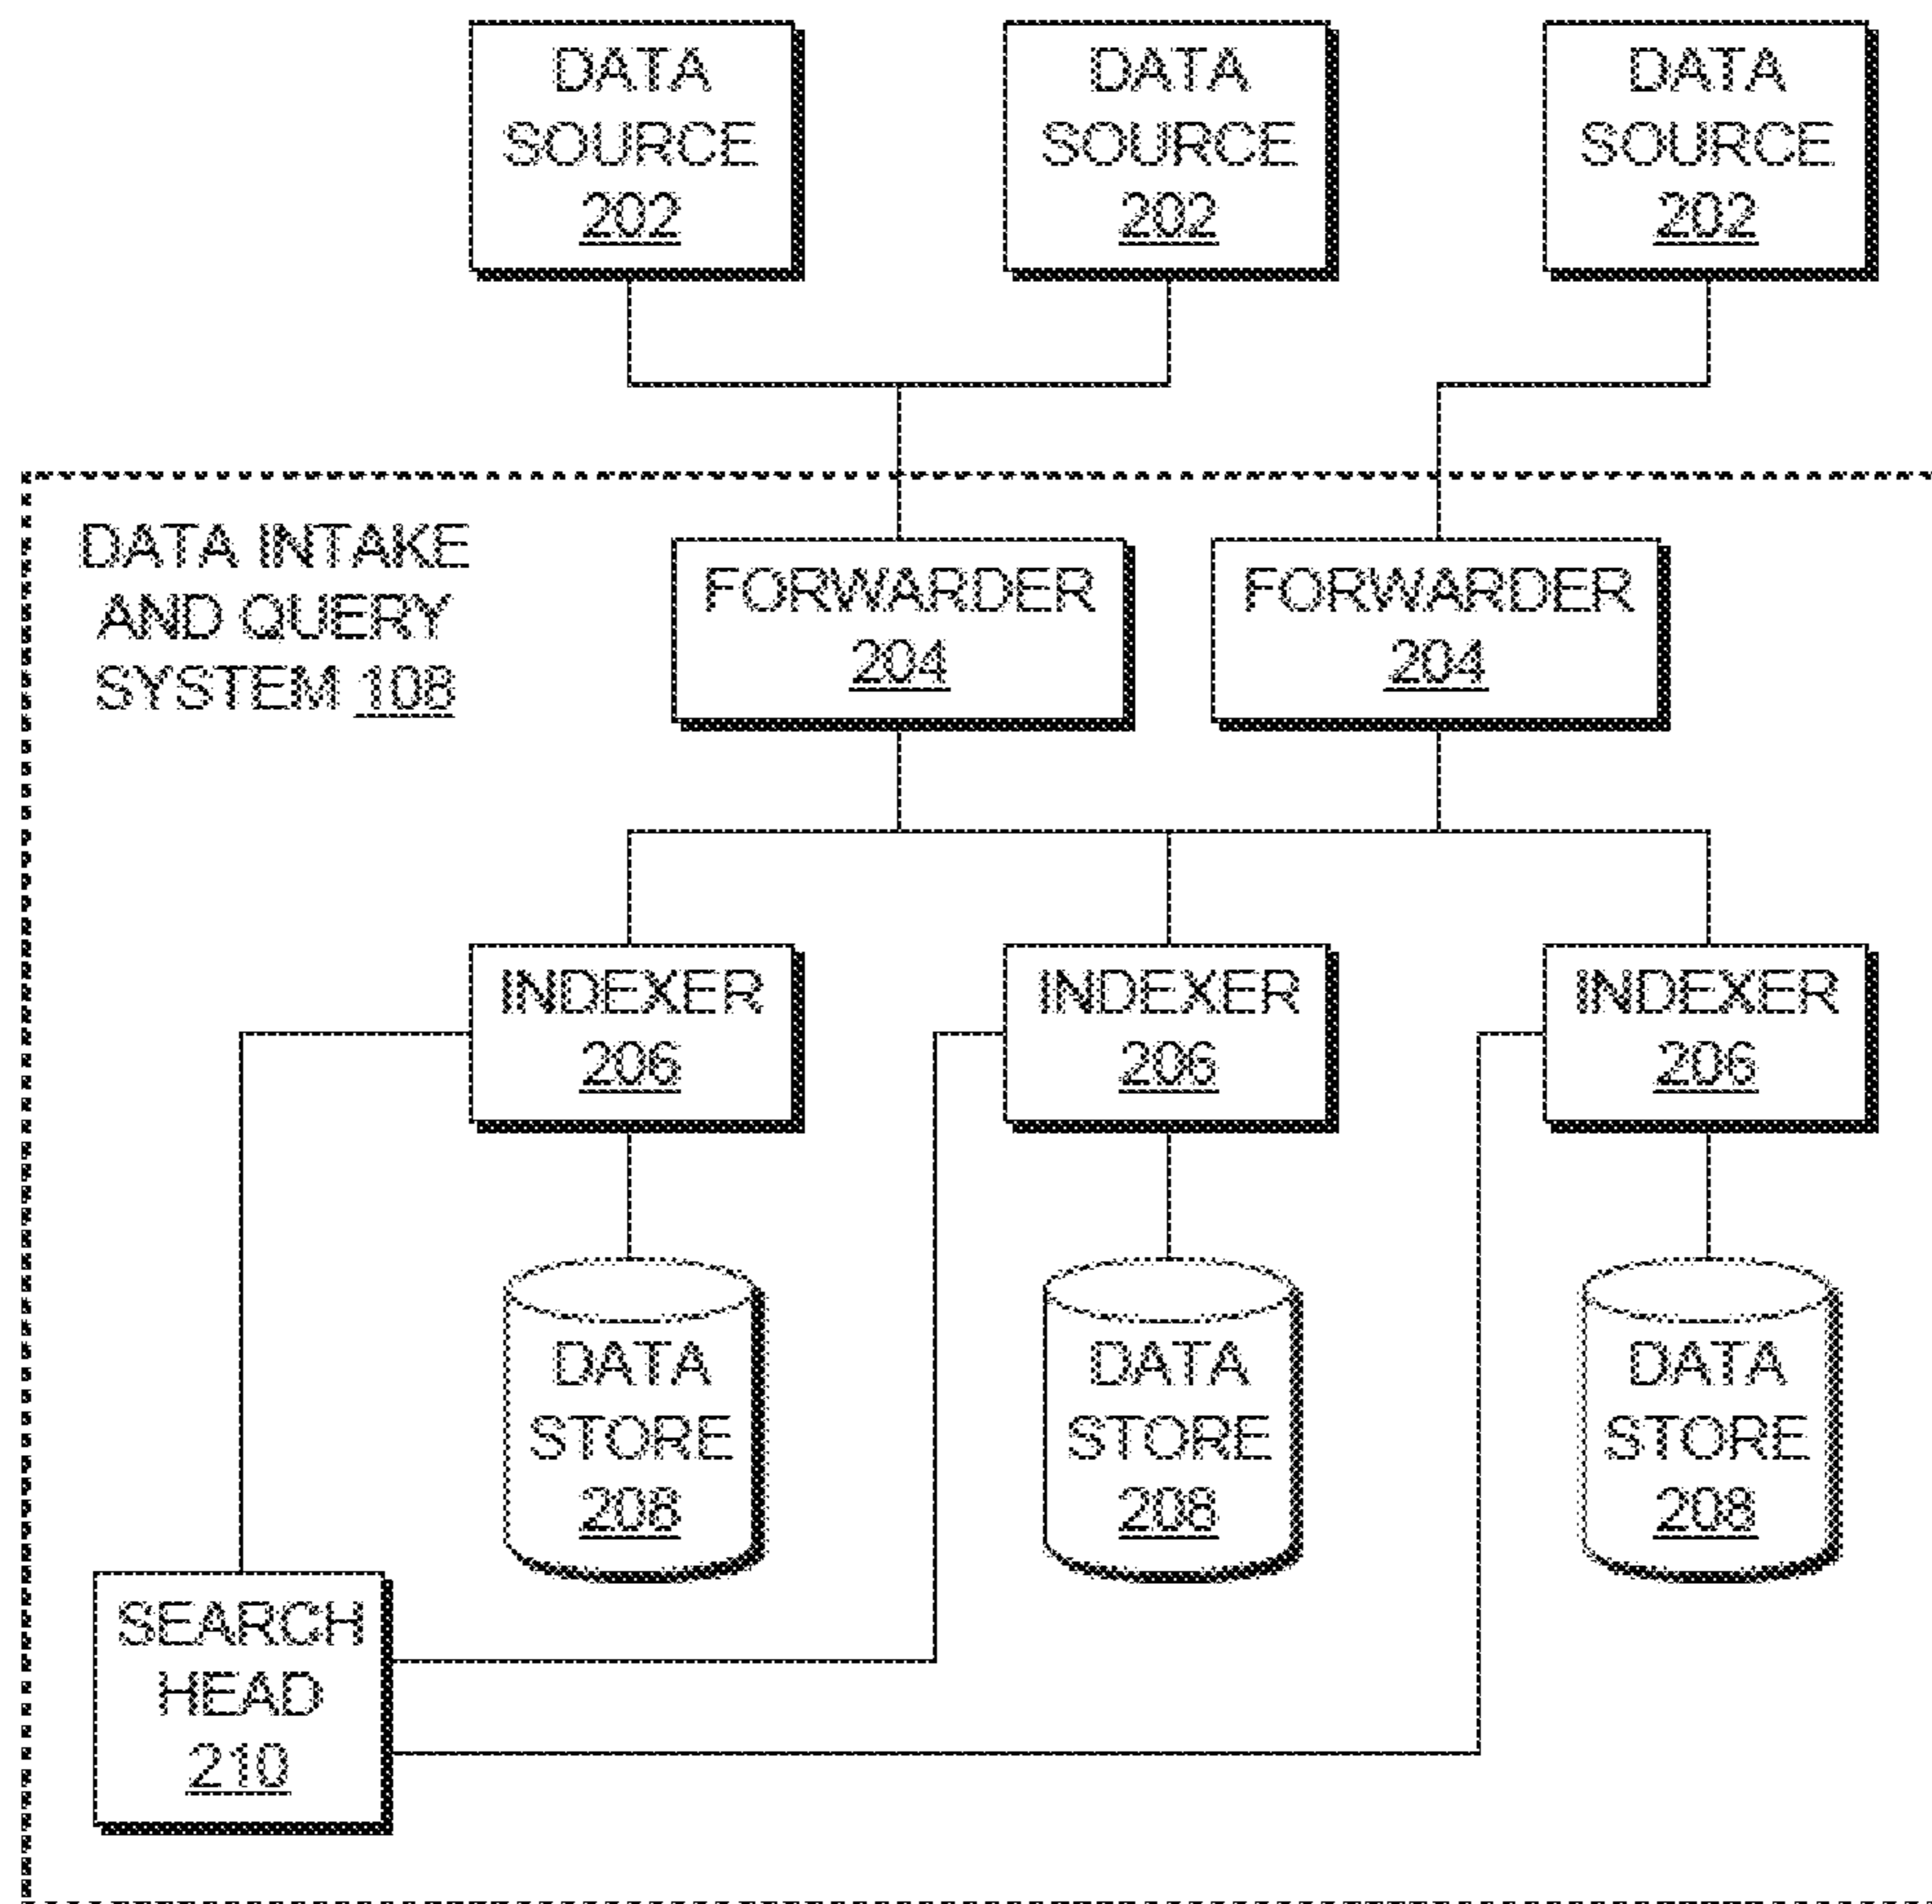 DATA
SOURCE
202
DATA
SOURCE
202
DATA
SOURCE
202
DATA INTAKE
AND QUERY
SYSTEM 108
FORWARDER
204
FORWARDER
204
INDEXER
206
INDEXER
206
INDEXER
206
DATA
STORE
208
DATA
STORE
208
DATA
STORE
208
SEARCH
HEAD
210